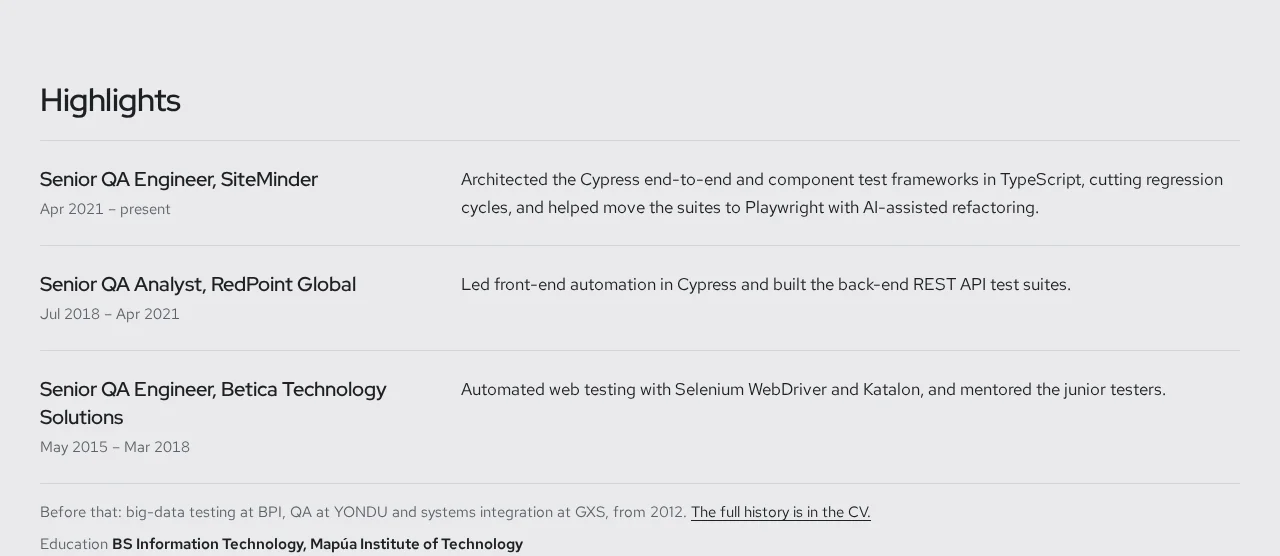 Highlights
Senior QA Engineer, SiteMinder
Apr 2021 – present
Architected the Cypress end-to-end and component test frameworks in TypeScript, cutting regression
cycles, and helped move the suites to Playwright with AI-assisted refactoring.
Senior QA Analyst, RedPoint Global
Jul 2018 – Apr 2021
Led front-end automation in Cypress and built the back-end REST API test suites.
Senior QA Engineer, Betica Technology
Solutions
May 2015 – Mar 2018
Automated web testing with Selenium WebDriver and Katalon, and mentored the junior testers.
Before that: big-data testing at BPI, QA at YONDU and systems integration at GXS, from 2012. The full history is in the CV.
Education BS Information Technology, Mapúa Institute of Technology